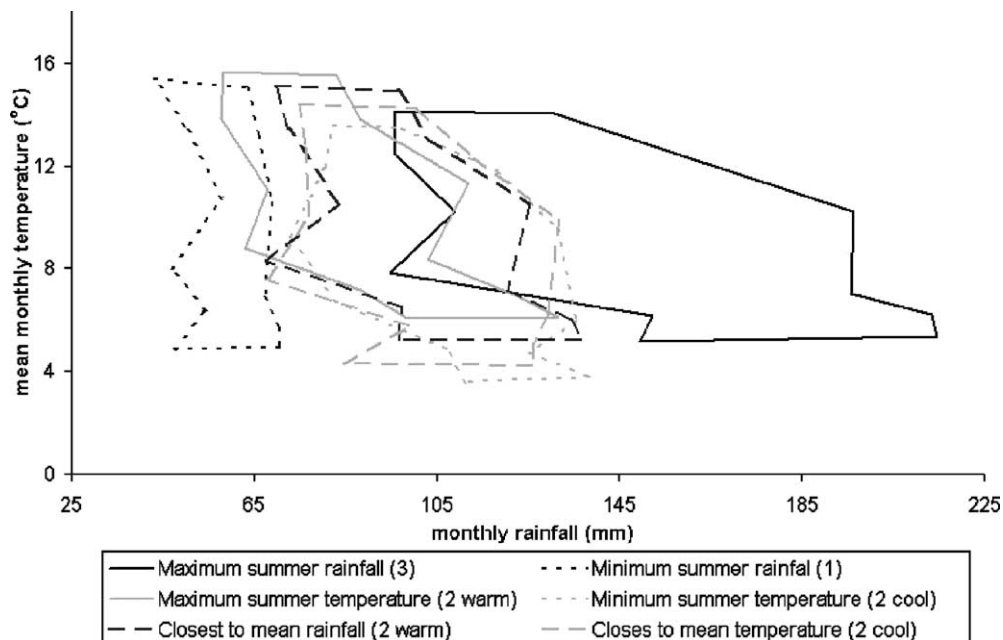 16
12
8
4
0
mean monthly temperature (°C)
25 65 105 145 185 225
monthly rainfall (mm)
Maximum summer rainfall (3) Minimum summer rainfal (1)
Maximum summer temperature (2 warm) Minimum summer temperature (2 cool)
Closest to mean rainfall (2 warm) Closes to mean temperature (2 cool)